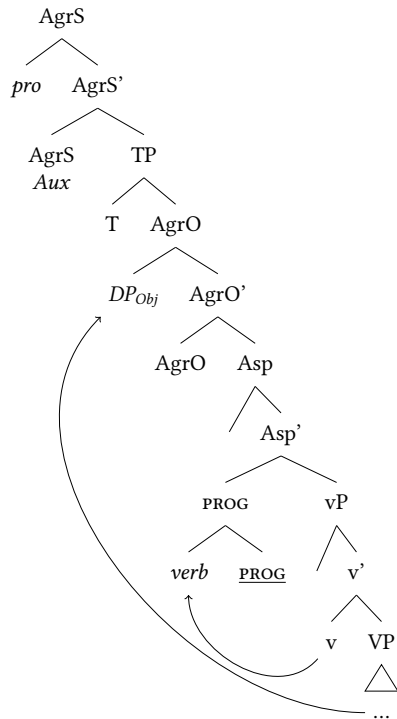 AgrS
pro AgrS’
AgrS TP
Aux
T AgrO
DPObj AgrO’
AgrO Asp
Asp’
PROG vP
verb PROG v’
v VP
...